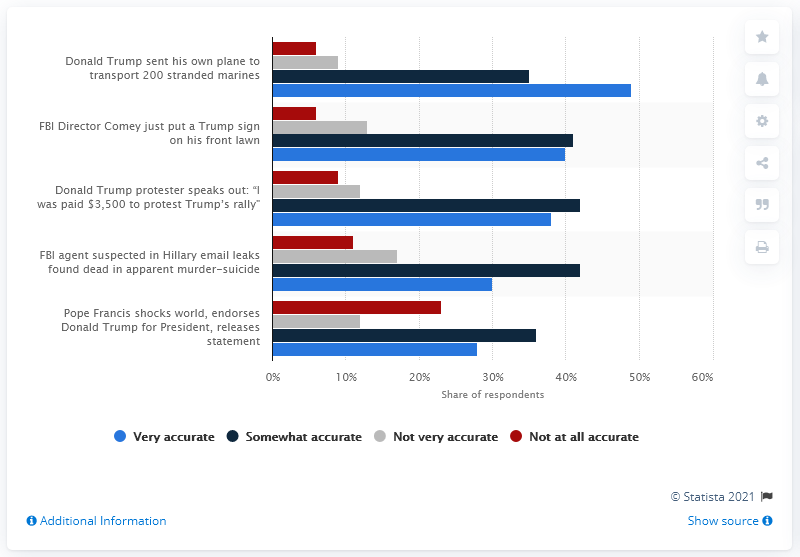 Donald Trump sent his own plane to
transport 200 stranded marines
FBI Director Comey just put a Trump sign
on his front lawn
Donald Trump protester speaks out: “I
was paid $3,500 to protest Trump’s rally”
FBI agent suspected in Hillary email leaks
found dead in apparent murder-suicide
Pope Francis shocks world, endorses
Donald Trump for President, releases
statement
0% 10% 20% 30% 40% 50% 60%
Share of respondents
Very accurate Somewhat accurate Not very accurate Not at all accurate
© Statista 2021
Additional Information Show source